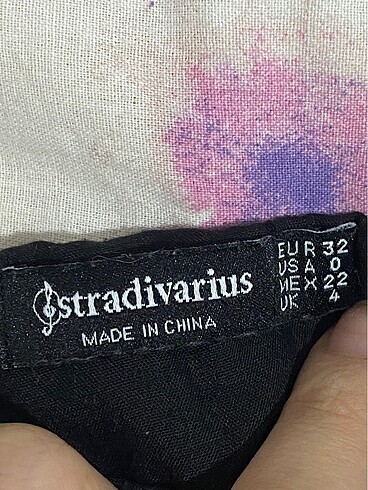 stradivarius
MADE IN CHINA
EUR 32
USA 0
MEX 22
UK 4